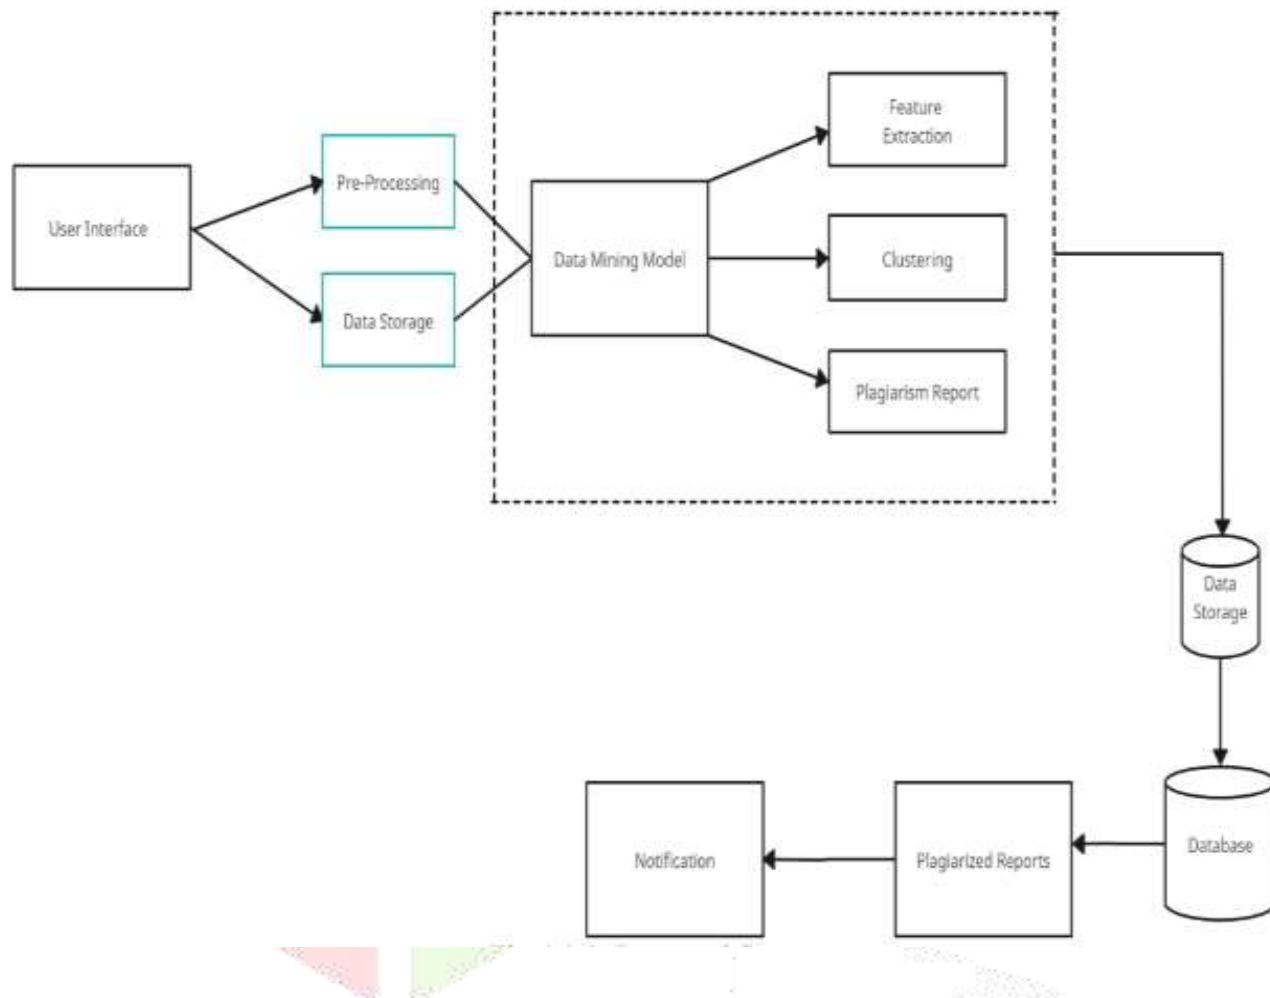 User Interface
Pre-Processing
Data Storage
Data Mining Model
Feature
Extraction
Clustering
Plagiarism Report
Data
Storage
Database
Plagiarized Reports
Notification